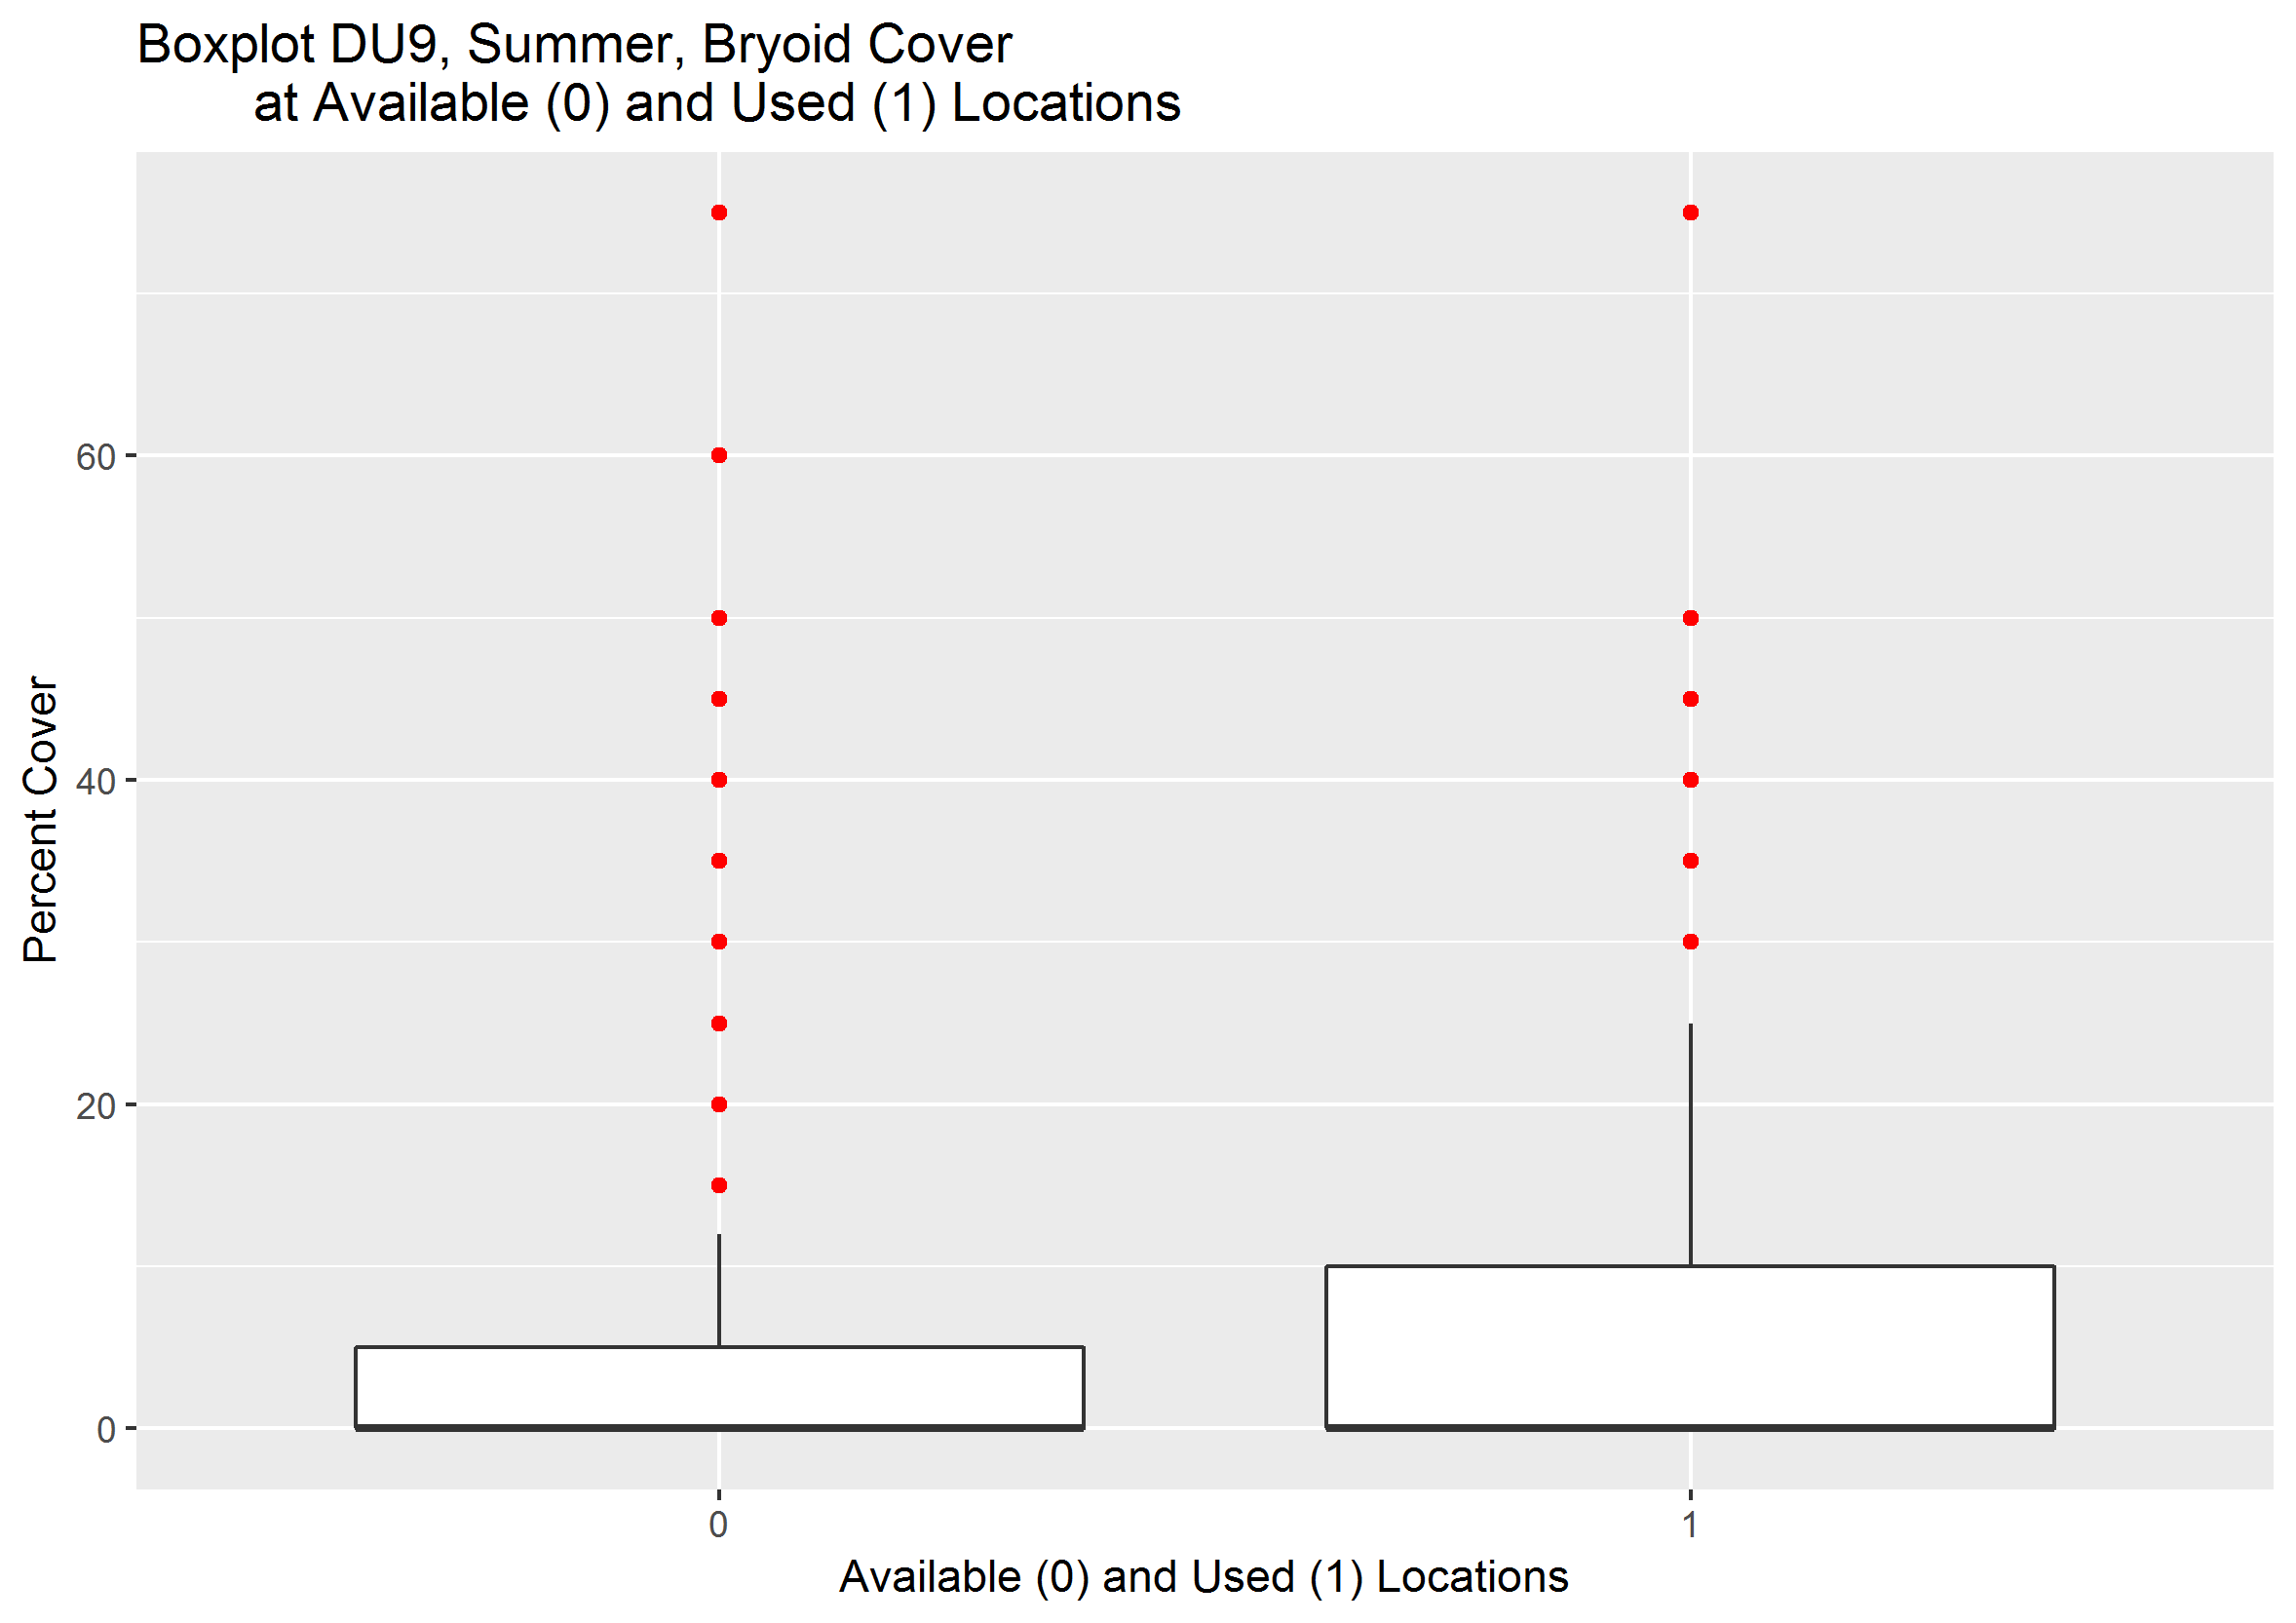 Boxplot DU9, Summer, Bryoid Cover
at Available (0) and Used (1) Locations
Percent Cover
60
40
20
0
0
1
Available (0) and Used (1) Locations